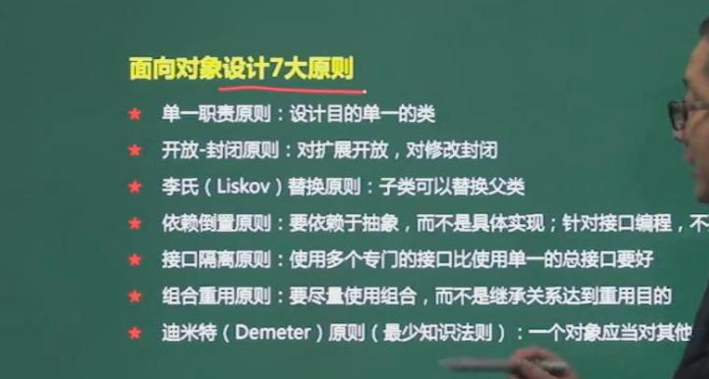 面向对象设计7大原则
★ 单一职责原则：设计目的单一的类
★ 开放-封闭原则：对扩展开放，对修改封闭
★ 李氏（Liskov）替换原则：子类可以替换父类
★ 依赖倒置原则：要依赖于抽象，而不是具体实现；针对接口编程，不
★ 接口隔离原则：使用多个专门的接口比使用单一的总接口要好
★ 组合重用原则：要尽量使用组合，而不是继承关系达到重用目的
★ 迪米特（Demeter）原则（最少知识法则）：一个对象应当对其他